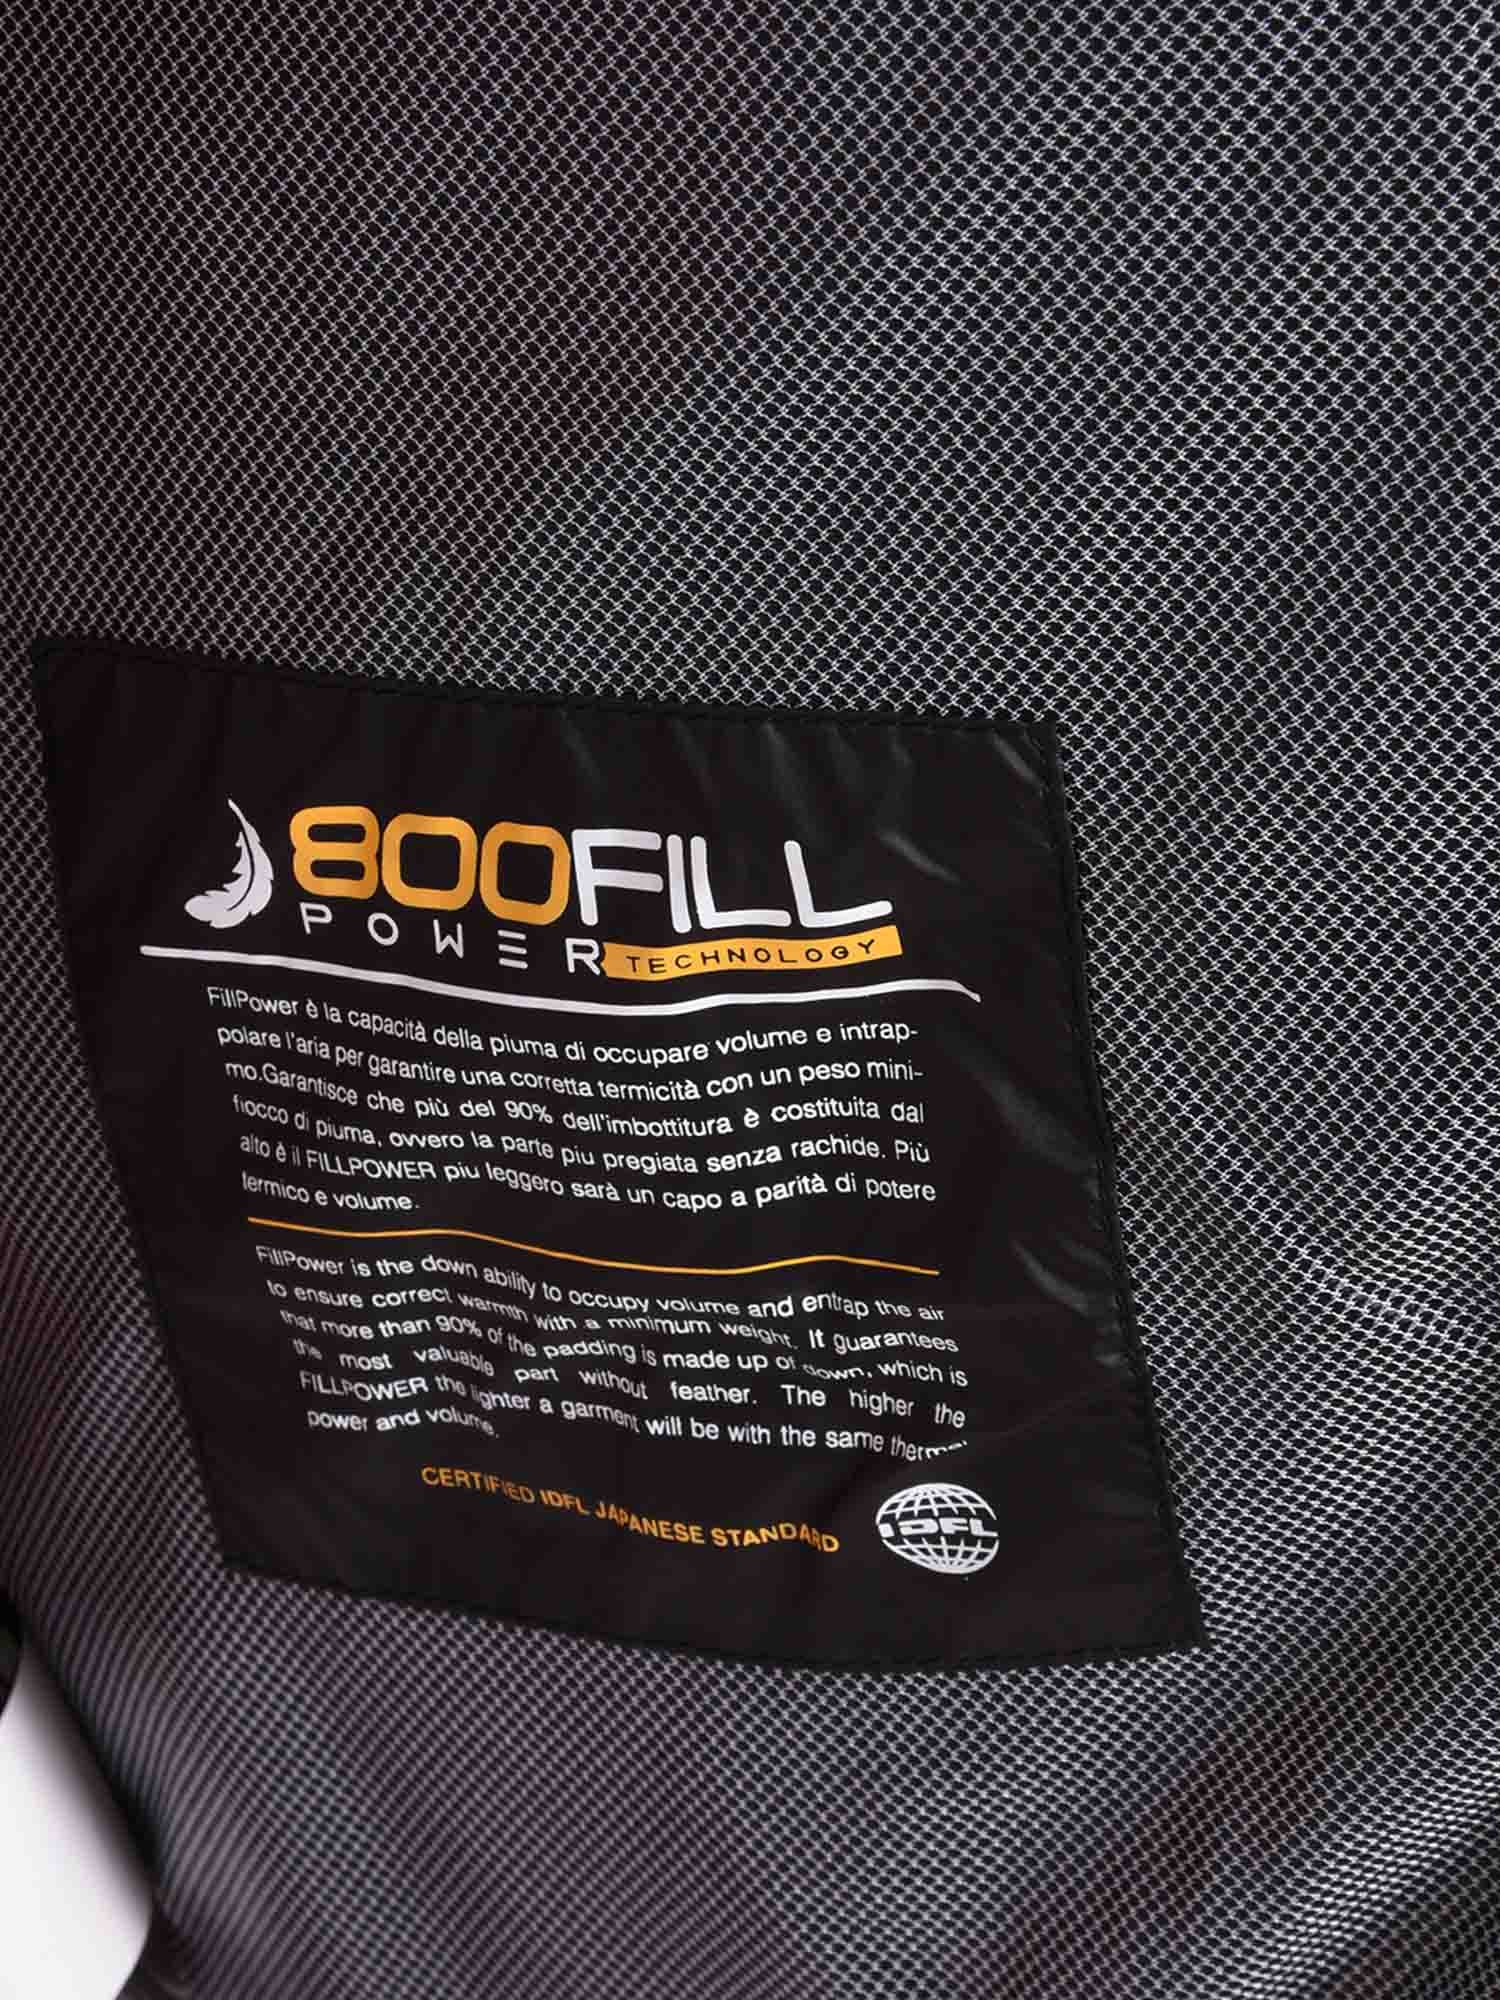 800FILL
POWER TECHNOLOGY
FillPower è la capacità della piuma di occupare volume e intrap-
polare l'aria per garantire una corretta termicità con un peso mini-
mo.Garantisce che più del 90% dell'imbottitura è costituita dal
fiocco di piuma, ovvero la parte piu pregiata senza rachide. Più
alto è il FILLPOWER piu leggero sarà un capo a parità di potere
termico e volume.
FillPower is the down ability to occupy volume and entrap the air
to ensure correct warmth with a minimum weight. It guarantees
that more than 90% of the padding is made up of down, which is
the most valuable part without feather. The higher the
FILLPOWER the lighter a garment will be with the same thermal
power and volume.
CERTIFIED IDFL JAPANESE STANDARD
IDFL